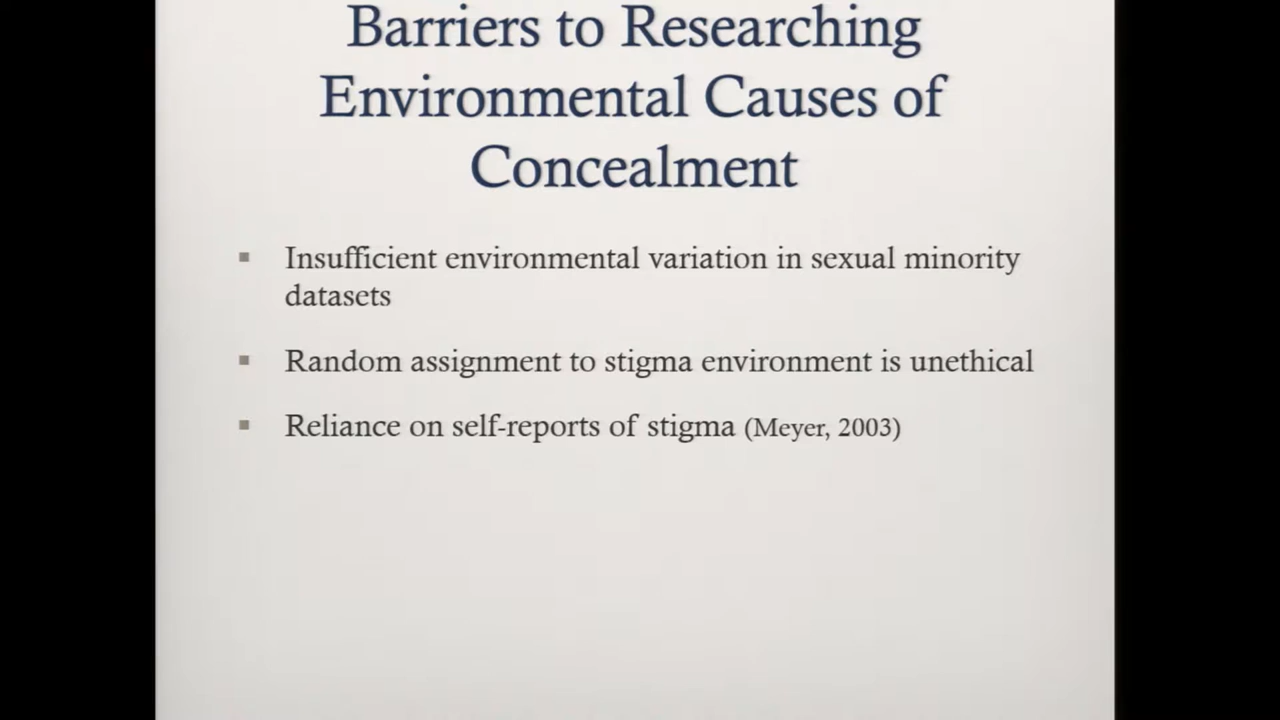 Barriers to Researching
Environmental Causes of
Concealment
▪ Insufficient environmental variation in sexual minority
datasets
▪ Random assignment to stigma environment is unethical
▪ Reliance on self-reports of stigma (Meyer, 2003)